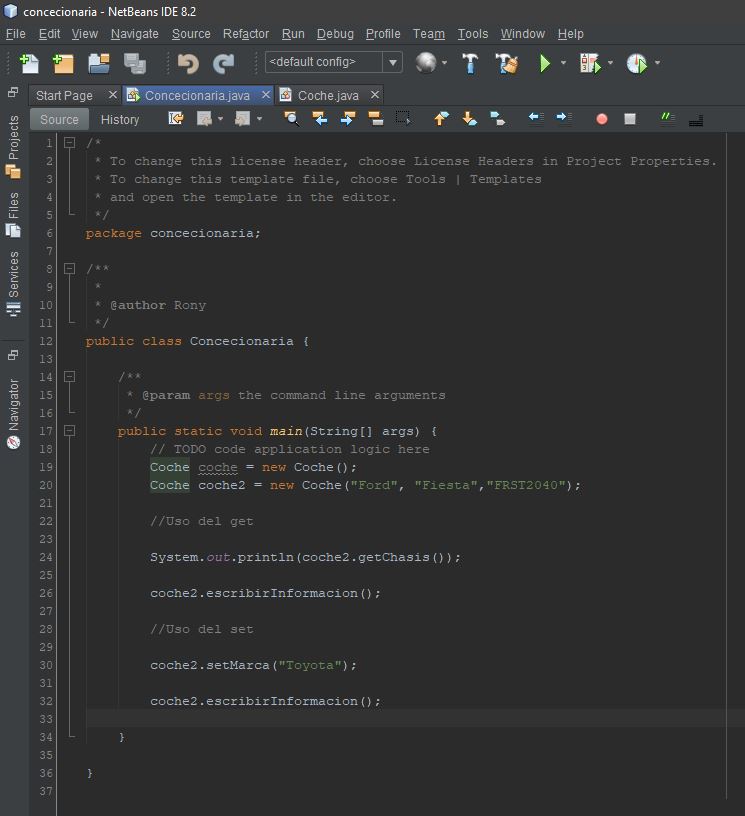 concecionaria - NetBeans IDE 8.2
File Edit View Navigate Source Refactor Run Debug Profile Team Tools Window Help
<default config>
Start Page Concecionaria.java Coche.java
Source History
Projects
Files
Services
Navigator
1 /*
2 * To change this license header, choose License Headers in Project Properties.
3 * To change this template file, choose Tools | Templates
4 * and open the template in the editor.
5 */
6 package concecionaria;
7
8 /**
9 *
10 * @author Rony
11 */
12 public class Concecionaria {
13
14 /**
15 * @param args the command line arguments
16 */
17 public static void main(String[] args) {
18 // TODO code application logic here
19 Coche coche = new Coche();
20 Coche coche2 = new Coche("Ford", "Fiesta","FRST2040");
21
22 //Uso del get
23
24 System.out.println(coche2.getChasis());
25
26 coche2.escribirInformacion();
27
28 //Uso del set
29
30 coche2.setMarca("Toyota");
31
32 coche2.escribirInformacion();
33
34 }
35
36 }
37